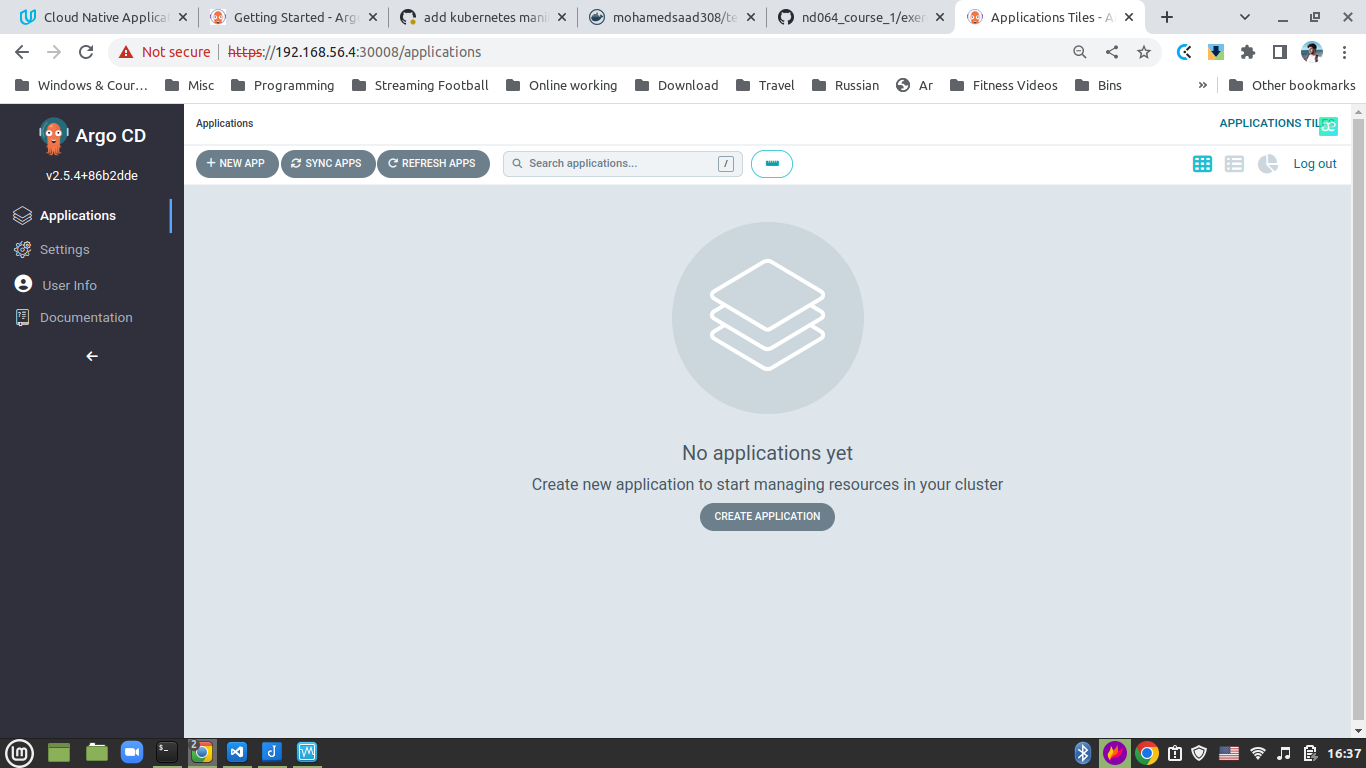 Cloud Native Applica
Getting Started - Argo
add kubernetes mani
mohamedsaad308/te
nd064_course_1/exer
Applications Tiles - A
Not secure https://192.168.56.4:30008/applications
Windows & Cour... Misc Programming Streaming Football Online working Download Travel Russian Ar Fitness Videos Bins » Other bookmarks
Argo CD
v2.5.4+86b2dde
Applications
Settings
User Info
Documentation
Applications
APPLICATIONS TIL
æ
+ NEW APP SYNC APPS REFRESH APPS Search applications... / Log out
No applications yet
Create new application to start managing resources in your cluster
CREATE APPLICATION
lm $_ 2 16:37